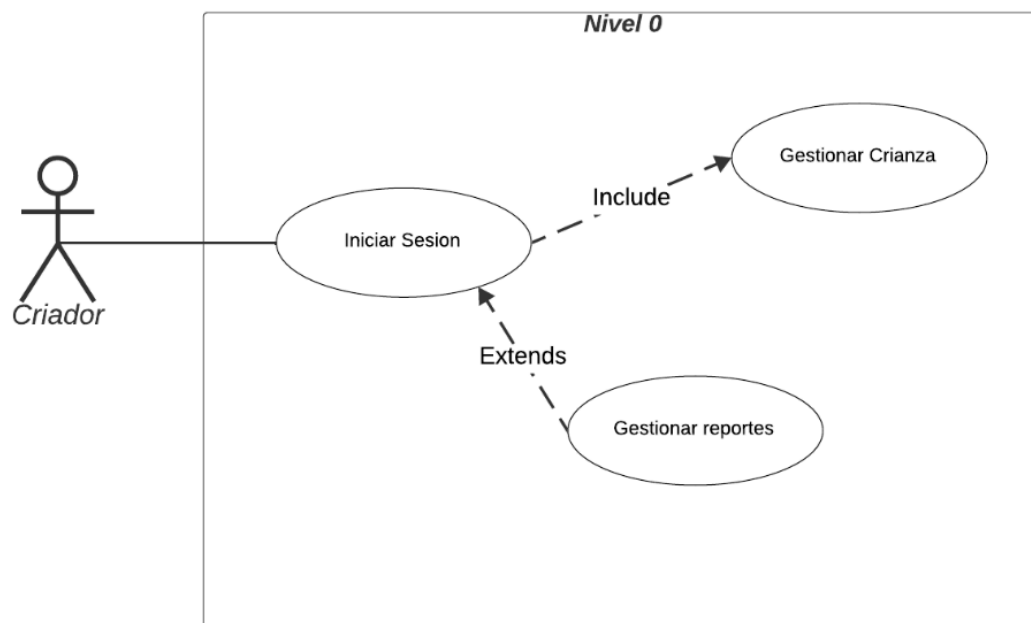 Nivel 0
Gestionar Crianza
Include
Iniciar Sesion
Criador
Extends
Gestionar reportes